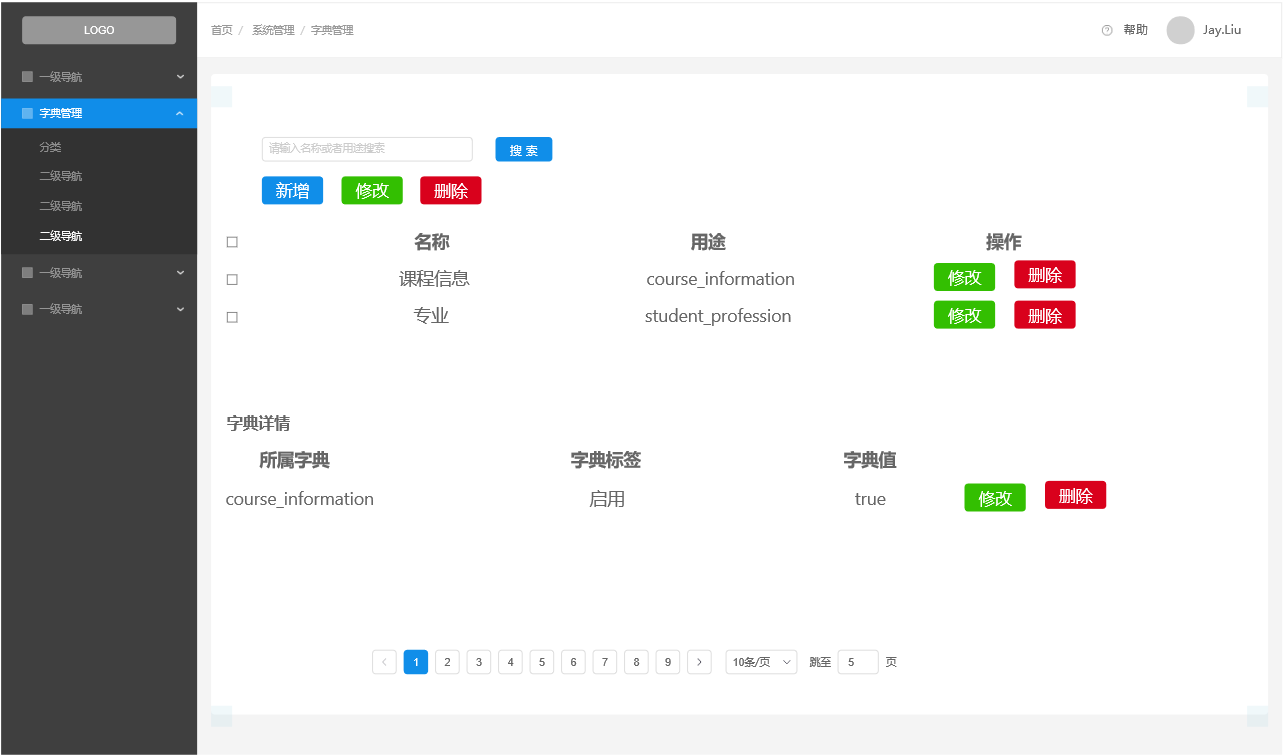 LOGO
首页 / 系统管理 / 字典管理
帮助 Jay.Liu
一级导航
字典管理
分类
二级导航
二级导航
二级导航
一级导航
一级导航
请输入名称或者用途搜索 搜 索
新增 修改 删除
名称 用途 操作
课程信息 course_information 修改 删除
专业 student_profession 修改 删除
字典详情
所属字典 字典标签 字典值
course_information 启用 true 修改 删除
1 2 3 4 5 6 7 8 9 10条/页 跳至 5 页